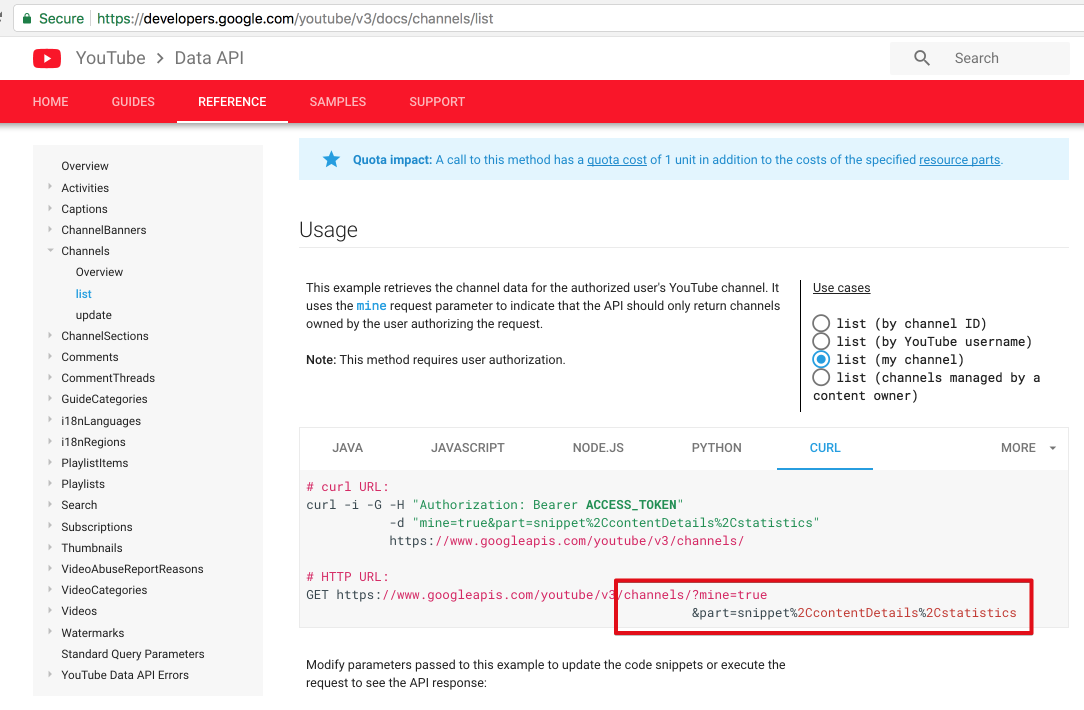 Secure https://developers.google.com/youtube/v3/docs/channels/list
YouTube > Data API
Search
HOME GUIDES REFERENCE SAMPLES SUPPORT
Overview
Activities
Captions
ChannelBanners
Channels
Overview
list
update
ChannelSections
Comments
CommentThreads
GuideCategories
i18nLanguages
i18nRegions
PlaylistItems
Playlists
Search
Subscriptions
Thumbnails
VideoAbuseReportReasons
VideoCategories
Videos
Watermarks
Standard Query Parameters
YouTube Data API Errors
Quota impact: A call to this method has a quota cost of 1 unit in addition to the costs of the specified resource parts.
Usage
This example retrieves the channel data for the authorized user's YouTube channel. It
uses the mine request parameter to indicate that the API should only return channels
owned by the user authorizing the request.
Note: This method requires user authorization.
Use cases
list (by channel ID)
list (by YouTube username)
list (my channel)
list (channels managed by a
content owner)
JAVA JAVASCRIPT NODE.JS PYTHON CURL MORE
# curl URL:
curl -i -G -H "Authorization: Bearer ACCESS_TOKEN"
-d "mine=true&part=snippet%2CcontentDetails%2Cstatistics"
https://www.googleapis.com/youtube/v3/channels/
# HTTP URL:
GET https://www.googleapis.com/youtube/v3/channels/?mine=true
&part=snippet%2CcontentDetails%2Cstatistics
Modify parameters passed to this example to update the code snippets or execute the
request to see the API response: